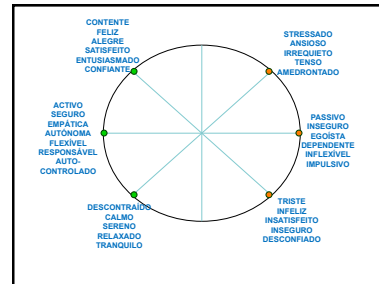 CONTENTE
FELIZ
ALEGRE
SATISFEITO
ENTUSIASMADO
CONFIANTE
STRESSADO
ANSIOSO
IRREQUIETO
TENSO
AMEDRONTADO
ACTIVO
SEGURO
EMPÁTICA
AUTÓNOMA
FLEXÍVEL
RESPONSÁVEL
AUTO-
CONTROLADO
PASSIVO
INSEGURO
EGOÍSTA
DEPENDENTE
INFLEXÍVEL
IMPULSIVO
DESCONTRAÍDO
CALMO
SERENO
RELAXADO
TRANQUILO
TRISTE
INFELIZ
INSATISFEITO
INSEGURO
DESCONFIADO